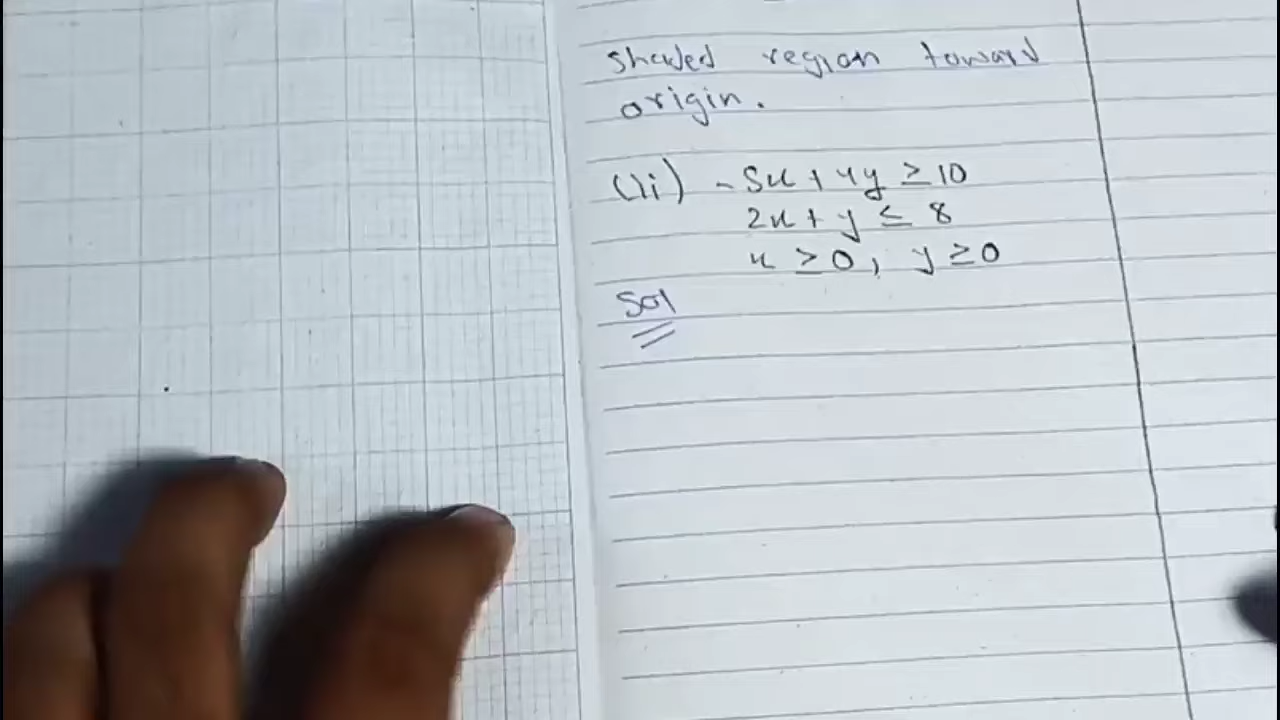 shaded region toward
origin.
(ii) -5x + 4y ≥ 10
2x + y ≤ 8
x ≥ 0, y ≥ 0
Sol